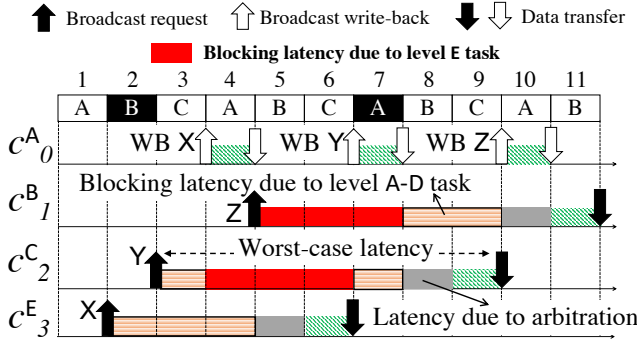 Broadcast request Broadcast write-back Data transfer
Blocking latency due to level E task
1 2 3 4 5 6 7 8 9 10 11
A B C A B C A B C A B
c^A_0 WB X WB Y WB Z
Blocking latency due to level A-D task
c^B_1 Z
c^C_2 Y Worst-case latency
c^E_3 X Latency due to arbitration